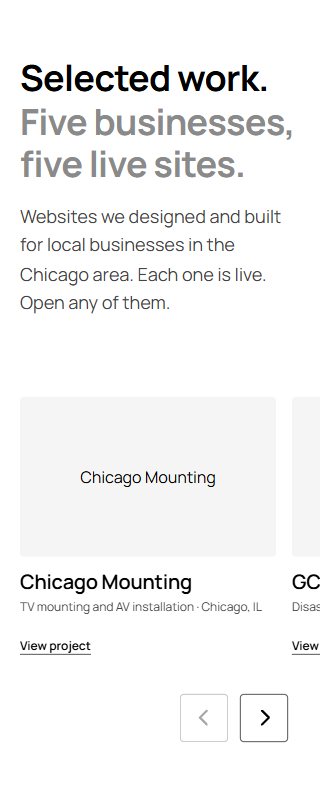 Selected work.
Five businesses,
five live sites.
Websites we designed and built
for local businesses in the
Chicago area. Each one is live.
Open any of them.
Chicago Mounting
Chicago Mounting
GC
TV mounting and AV installation · Chicago, IL
Disas
View project
View